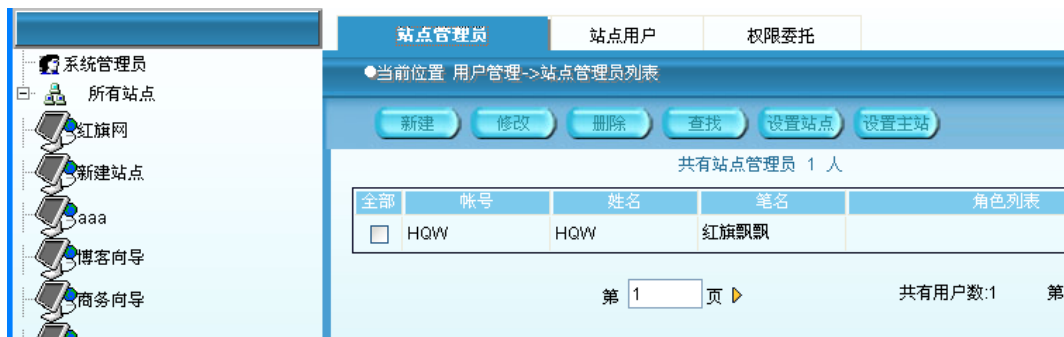 系统管理员
所有站点
红旗网
新建站点
aaa
博客向导
商务向导
站点管理员 站点用户 权限委托
●当前位置 用户管理->站点管理员列表
新建 修改 删除 查找 设置站点 设置主站
共有站点管理员 1 人
全部 帐号 姓名 笔名 角色列表
HQW HQW 红旗飘飘
第 1 页 共有用户数:1 第